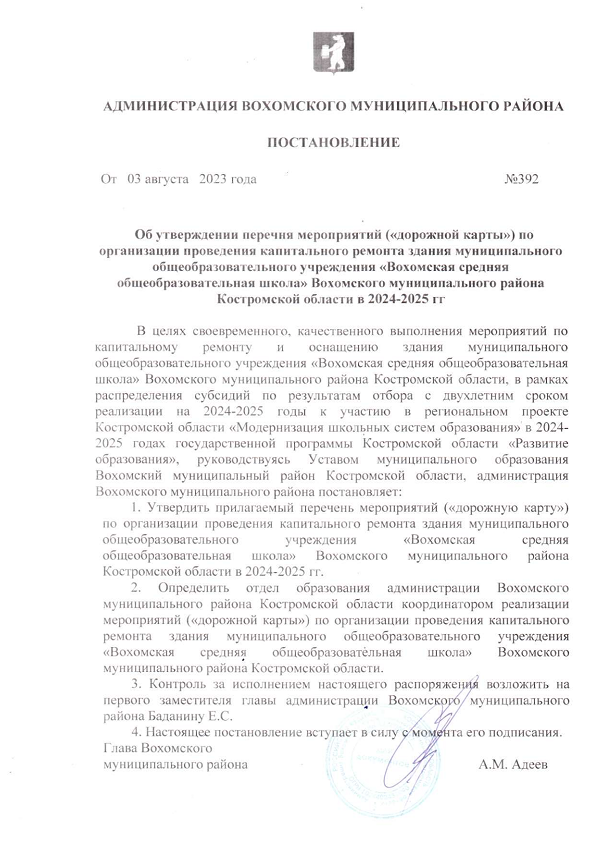 АДМИНИСТРАЦИЯ ВОХОМСКОГО МУНИЦИПАЛЬНОГО РАЙОНА
ПОСТАНОВЛЕНИЕ
От 03 августа 2023 года №392
Об утверждении перечня мероприятий («дорожной карты») по
организации проведения капитального ремонта здания муниципального
общеобразовательного учреждения «Вохомская средняя
общеобразовательная школа» Вохомского муниципального района
Костромской области в 2024-2025 гг
В целях своевременного, качественного выполнения мероприятий по
капитальному ремонту и оснащению здания муниципального
общеобразовательного учреждения «Вохомская средняя общеобразовательная
школа» Вохомского муниципального района Костромской области, в рамках
распределения субсидий по результатам отбора с двухлетним сроком
реализации на 2024-2025 годы к участию в региональном проекте
Костромской области «Модернизация школьных систем образования» в 2024-
2025 годах государственной программы Костромской области «Развитие
образования», руководствуясь Уставом муниципального образования
Вохомский муниципальный район Костромской области, администрация
Вохомского муниципального района постановляет:
1. Утвердить прилагаемый перечень мероприятий («дорожную карту»)
по организации проведения капитального ремонта здания муниципального
общеобразовательного учреждения «Вохомская средняя
общеобразовательная школа» Вохомского муниципального района
Костромской области в 2024-2025 гг.
2. Определить отдел образования администрации Вохомского
муниципального района Костромской области координатором реализации
мероприятий («дорожной карты») по организации проведения капитального
ремонта здания муниципального общеобразовательного учреждения
«Вохомская средняя общеобразовательная школа» Вохомского
муниципального района Костромской области.
3. Контроль за исполнением настоящего распоряжения возложить на
первого заместителя главы администрации Вохомского муниципального
района Баданину Е.С.
4. Настоящее постановление вступает в силу с момента его подписания.
Глава Вохомского
муниципального района А.М. Адеев